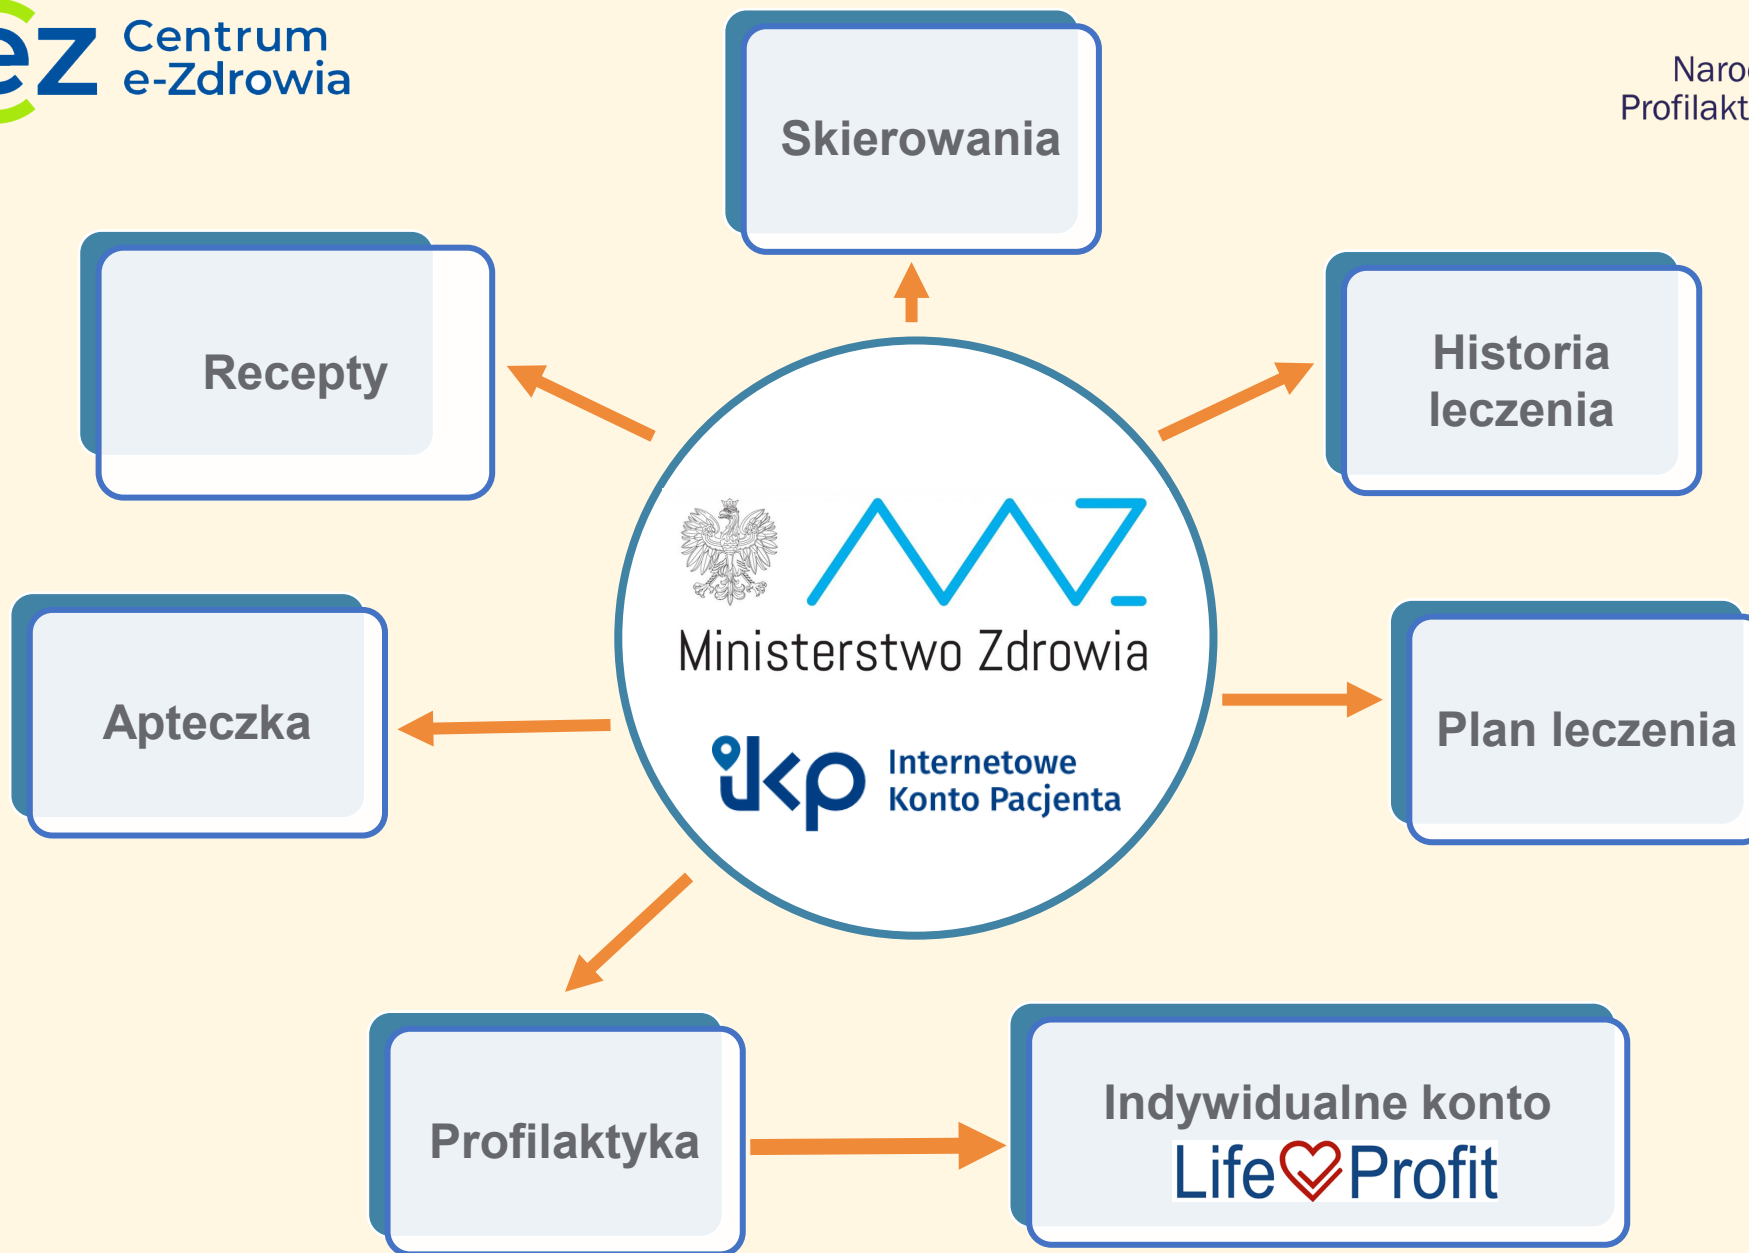 Centrum
e-Zdrowia
Skierowania
Recepty
Historia
leczenia
Ministerstwo Zdrowia
ikp Internetowe
Konto Pacjenta
Apteczka
Plan leczenia
Profilaktyka
Indywidualne konto
Life Profit